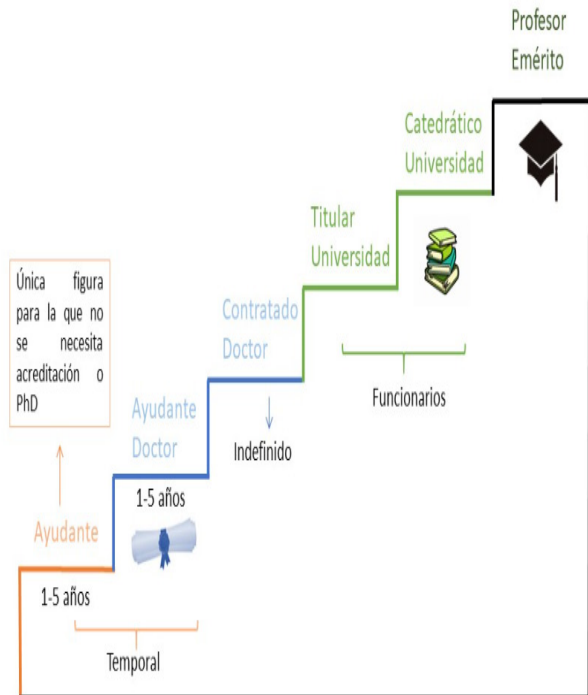 Profesor
Emérito
Catedrático
Universidad
Titular
Universidad
Única figura
para la que no
se necesita
acreditación o
PhD
Contratado
Doctor
Funcionarios
Ayudante
Doctor
Indefinido
1-5 años
Ayudante
1-5 años
Temporal